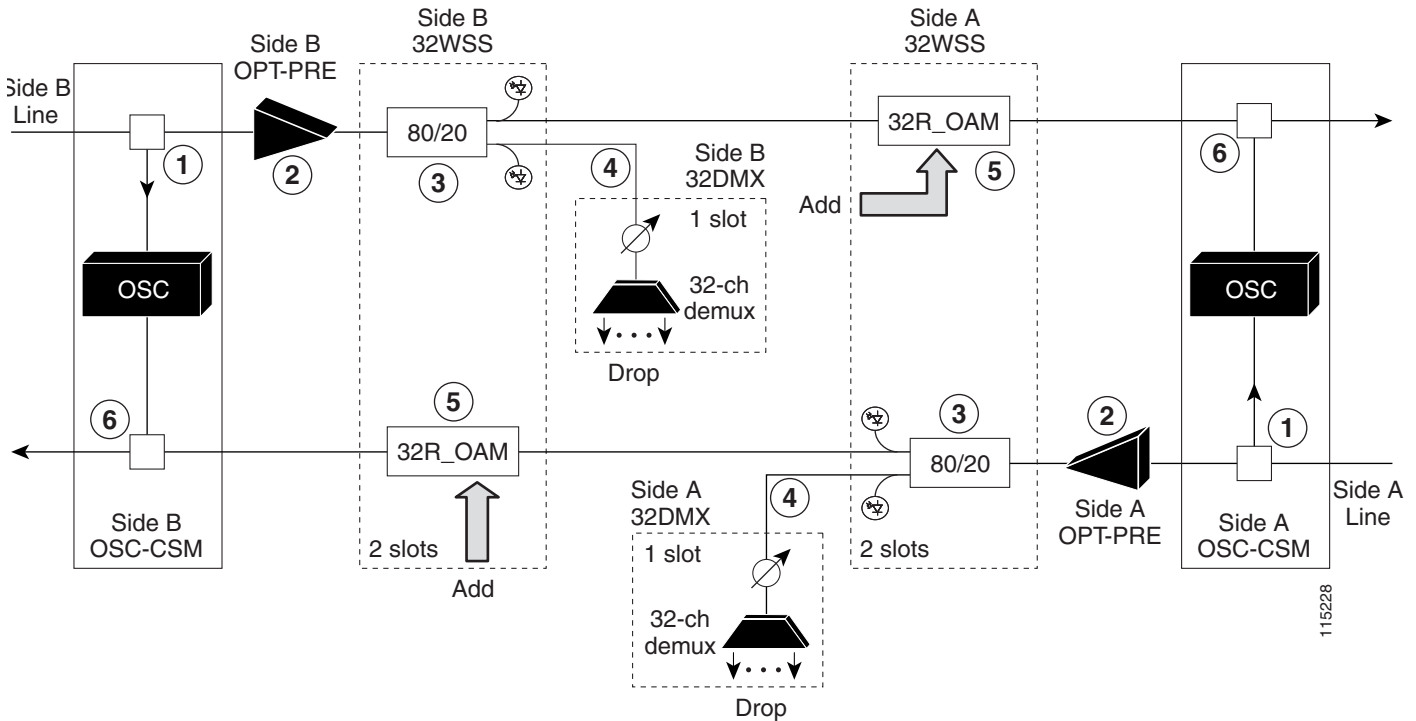 Side B
32WSS
Side A
32WSS
Side B
OPT-PRE
Side B
Line
1
2
80/20
3
4
Side B
32DMX
1 slot
32-ch
demux
Drop
32R_OAM
5
Add
6
OSC
OSC
6
5
32R_OAM
Side B
OSC-CSM
2 slots
Add
3
80/20
2
1
4
Side A
32DMX
1 slot
32-ch
demux
Drop
2 slots
Side A
OPT-PRE
Side A
OSC-CSM
Side A
Line
115228